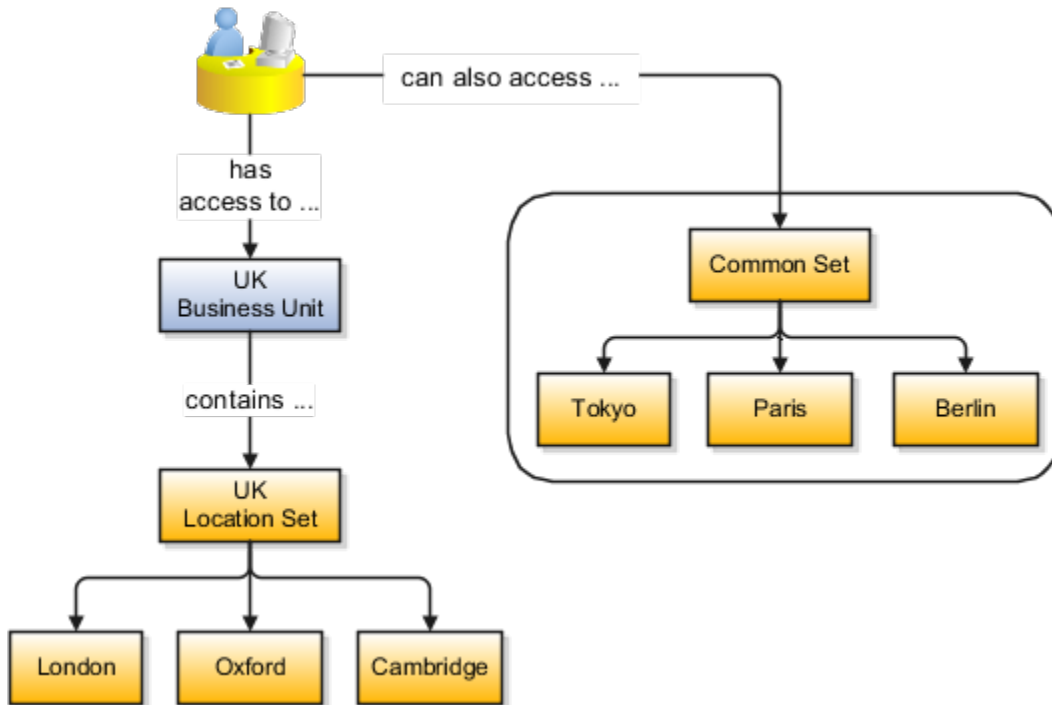 can also access ...
has
access to ...
UK
Business Unit
Common Set
Tokyo
Paris
Berlin
contains ...
UK
Location Set
London
Oxford
Cambridge